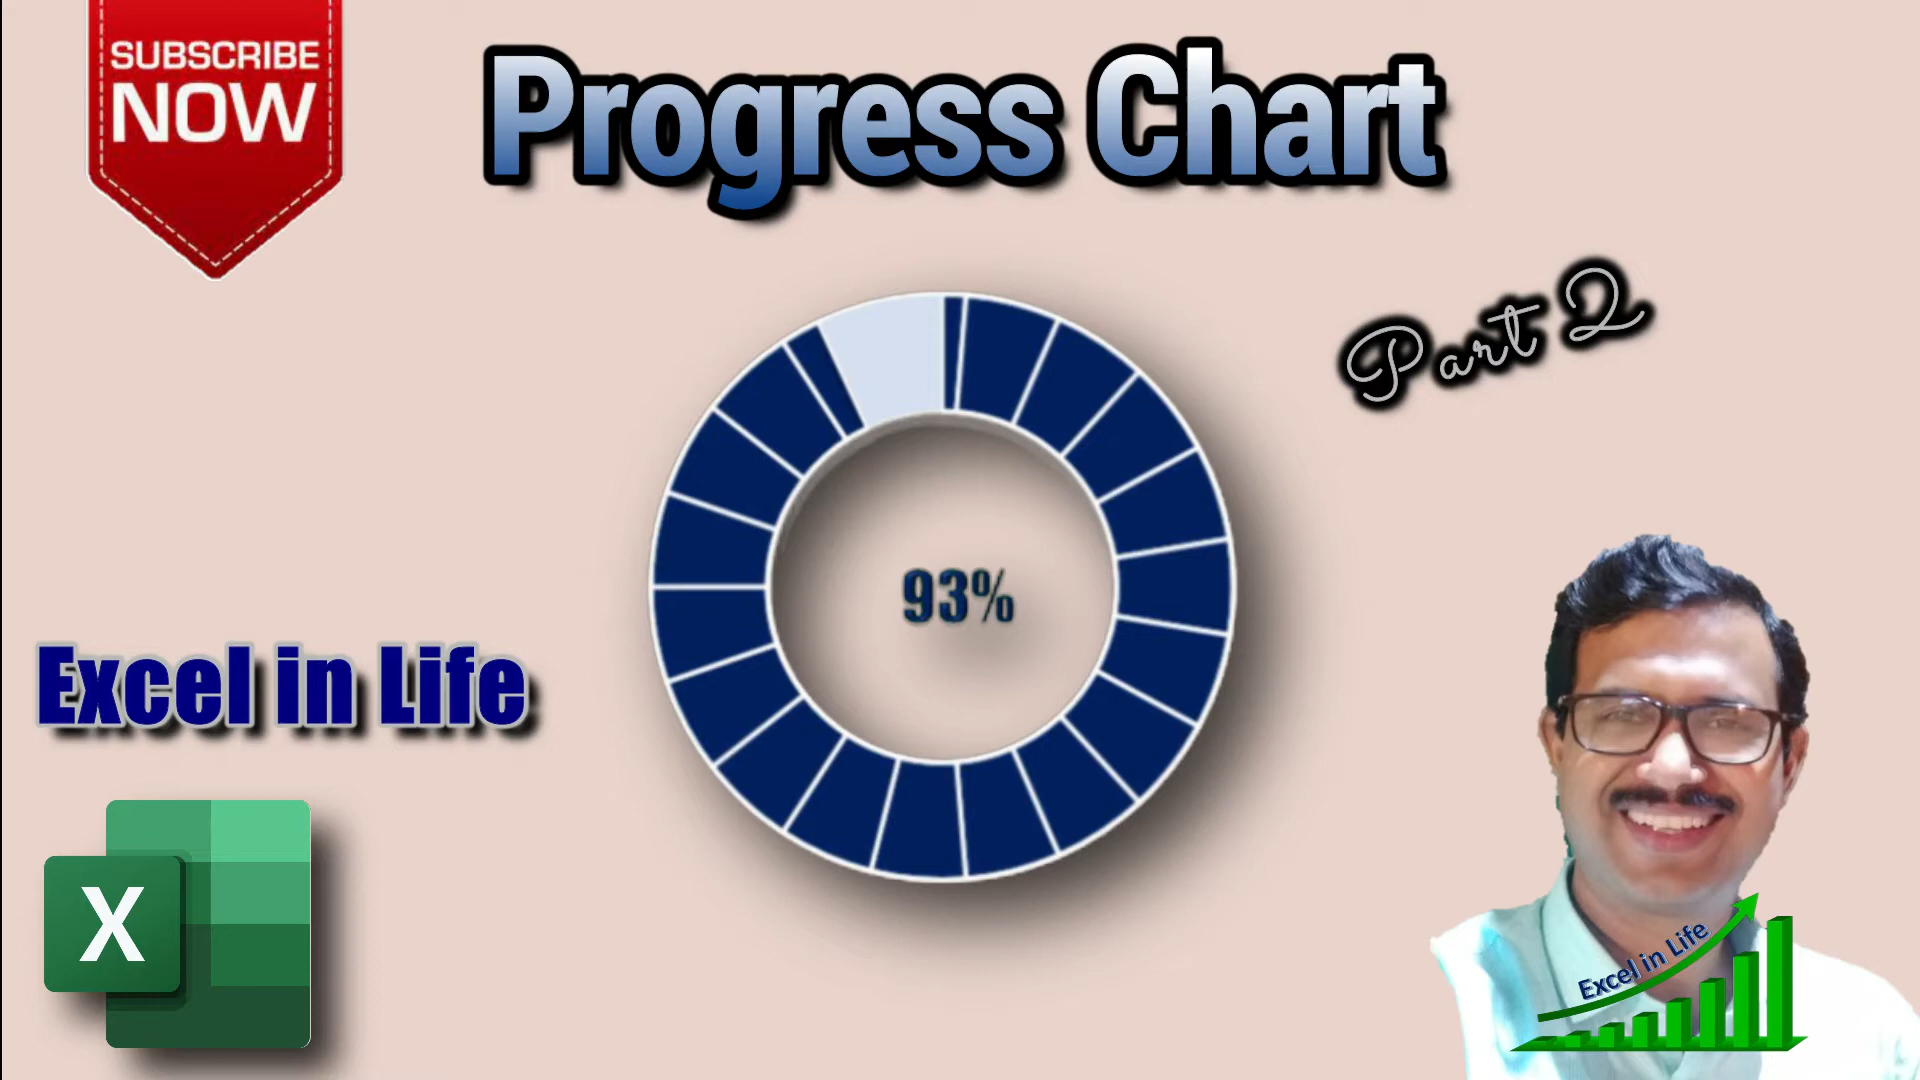 SUBSCRIBE
NOW
Progress Chart
Part 2
93%
Excel in Life
X
Excel in Life